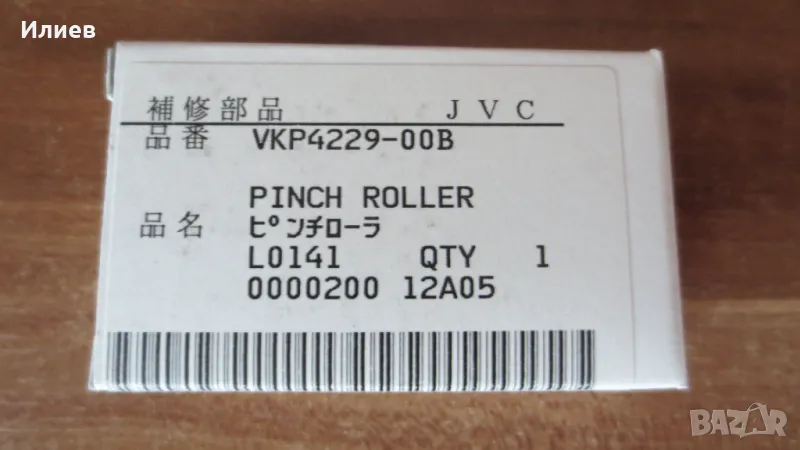 Илиев
補修部品 JVC
品番 VKP4229-00B
PINCH ROLLER
品名 ピンチローラ
L0141 QTY 1
0000200 12A05
BAZAR